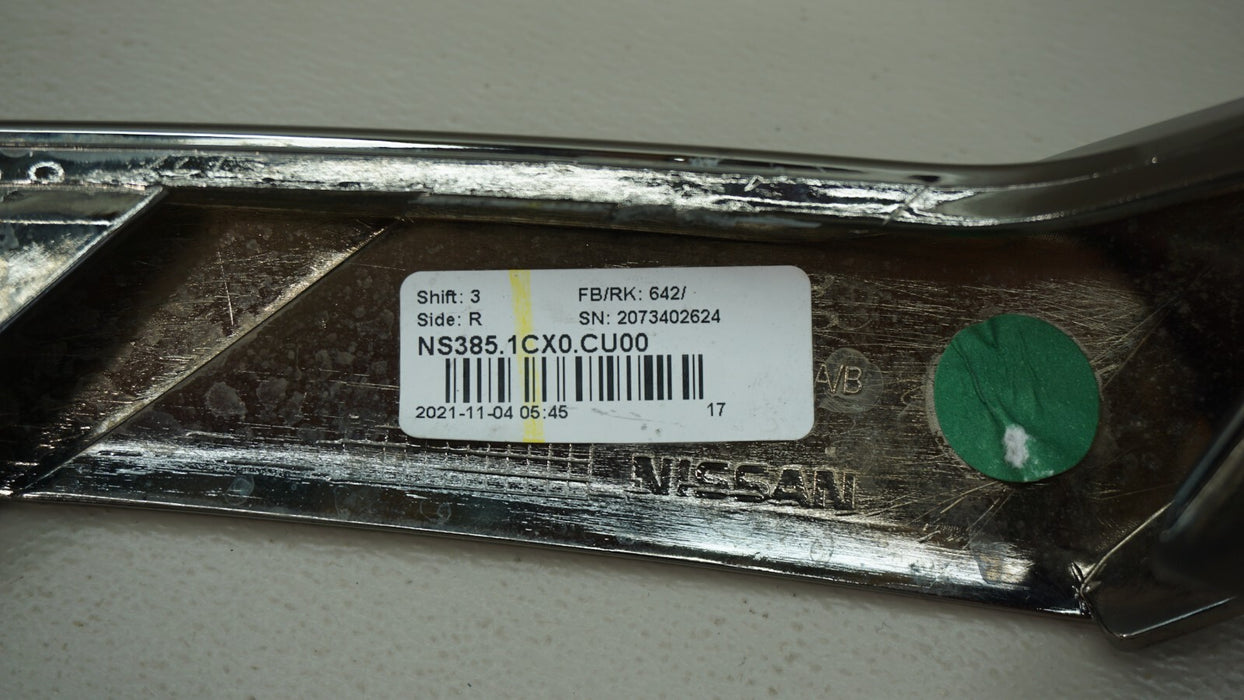 Shift: 3 FB/RK: 642/
Side: R SN: 2073402624
NS385.1CX0.CU00
2021-11-04 05:45 17
A/B
NISSAN